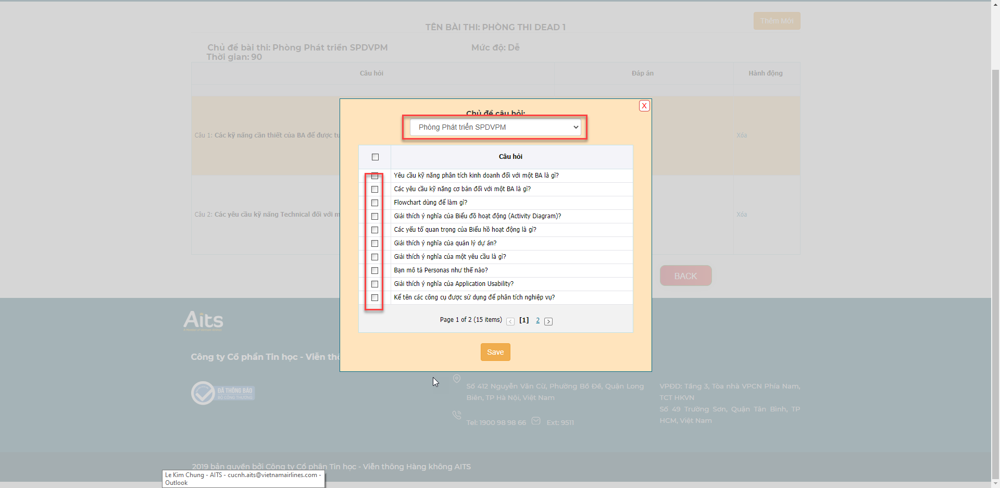 Thêm Mới
TÊN BÀI THI: PHÒNG THI DEAD 1
Chủ đề bài thi: Phòng Phát triển SPDVPM
Mức độ: Dễ
Thời gian: 90
Câu hỏi
Đáp án
Hành động
Câu 1: Các kỹ năng cần thiết của BA để được tu
Xóa
Câu 2: Các yêu cầu kỹ năng Technical đối với m
Xóa
BACK
X
Chủ đề câu hỏi:
Phòng Phát triển SPDVPM
Câu hỏi
Yêu cầu kỹ năng phân tích kinh doanh đối với một BA là gì?
Các yêu cầu kỹ năng cơ bản đối với một BA là gì?
Flowchart dùng để làm gì?
Giải thích ý nghĩa của Biểu đồ hoạt động (Activity Diagram)?
Các yếu tố quan trọng của Biểu hồ hoạt động là gì?
Giải thích ý nghĩa của quản lý dự án?
Giải thích ý nghĩa của một yêu cầu là gì?
Bạn mô tả Personas như thế nào?
Giải thích ý nghĩa của Application Usability?
Kể tên các công cụ được sử dụng để phân tích nghiệp vụ?
Page 1 of 2 (15 items) < [1] 2 >
Save
Aits
Công ty Cổ phần Tin học - Viễn thô
ĐÃ THÔNG BÁO
BỘ CÔNG THƯƠNG
Số 412 Nguyễn Văn Cừ, Phường Bồ Đề, Quận Long
Biên, TP Hà Nội, Việt Nam
Tel: 1900 98 98 66
Ext: 9511
VPĐD: Tầng 3, Tòa nhà VPCN Phía Nam,
TCT HKVN
Số 49 Trường Sơn, Quận Tân Bình, TP
HCM, Việt Nam
2019 bản quyền bởi Công ty Cổ phần Tin học - Viễn thông Hàng không AITS
Le Kim Chung - AITS - cucnh.aits@vietnamairlines.com -
Outlook